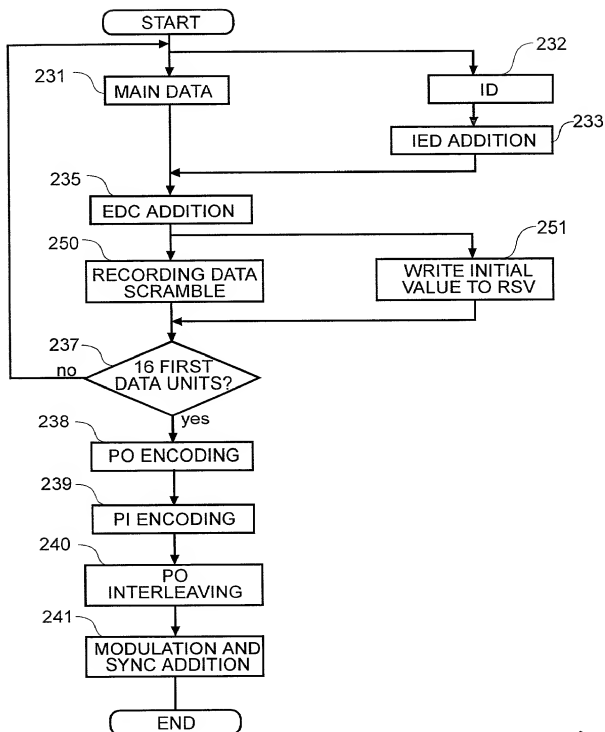 START
232
231
MAIN DATA
ID
233
IED ADDITION
235
EDC ADDITION
250
251
RECORDING DATA
SCRAMBLE
WRITE INITIAL
VALUE TO RSV
237
16 FIRST
DATA UNITS?
no
yes
238
PO ENCODING
239
PI ENCODING
240
PO
INTERLEAVING
241
MODULATION AND
SYNC ADDITION
END